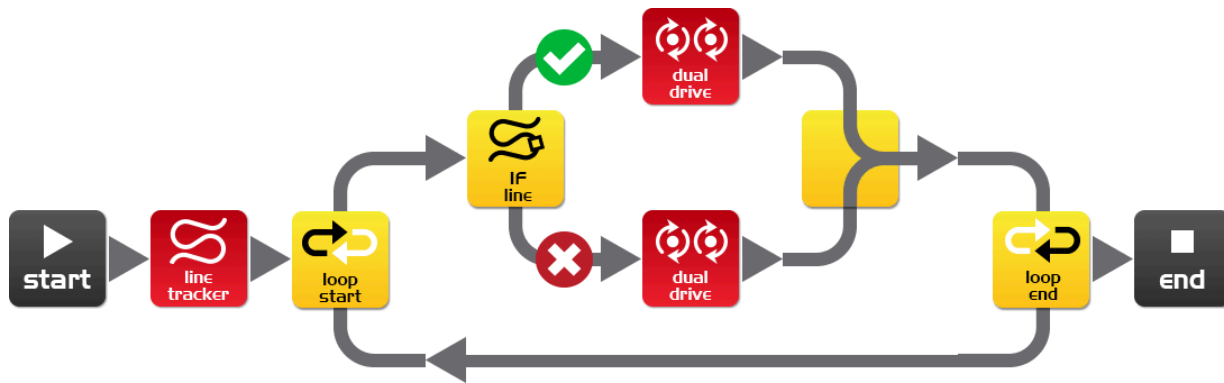 start
line
tracker
loop
start
IF
line
dual
drive
dual
drive
loop
end
end